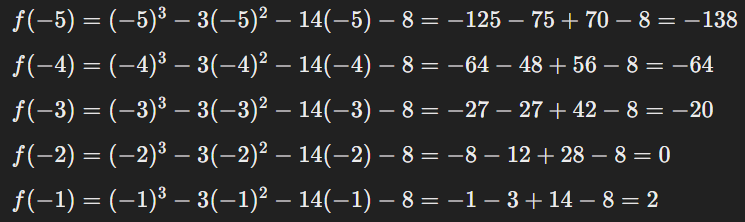 f(−5) = (−5)³ − 3(−5)² − 14(−5) − 8 = −125 − 75 + 70 − 8 = −138
f(−4) = (−4)³ − 3(−4)² − 14(−4) − 8 = −64 − 48 + 56 − 8 = −64
f(−3) = (−3)³ − 3(−3)² − 14(−3) − 8 = −27 − 27 + 42 − 8 = −20
f(−2) = (−2)³ − 3(−2)² − 14(−2) − 8 = −8 − 12 + 28 − 8 = 0
f(−1) = (−1)³ − 3(−1)² − 14(−1) − 8 = −1 − 3 + 14 − 8 = 2